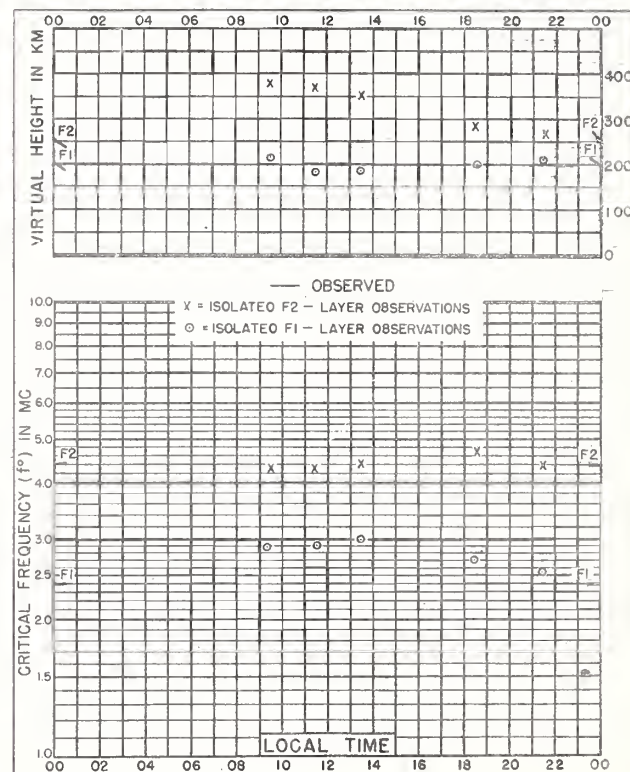 00 02 04 06 08 10 12 14 16 18 20 22 00
VIRTUAL HEIGHT IN KM
F2
F1
400
300
F2
F1
200
100
0
— OBSERVED
X = ISOLATED F2 – LAYER OBSERVATIONS
⊙ = ISOLATED F1 – LAYER OBSERVATIONS
CRITICAL FREQUENCY (f°) IN MC
10.0
9.0
8.0
7.0
6.0
5.0
F2
F2
4.0
3.0
2.5
F1
F1
2.0
1.5
1.0
LOCAL TIME
00 02 04 06 08 10 12 14 16 18 20 22 00